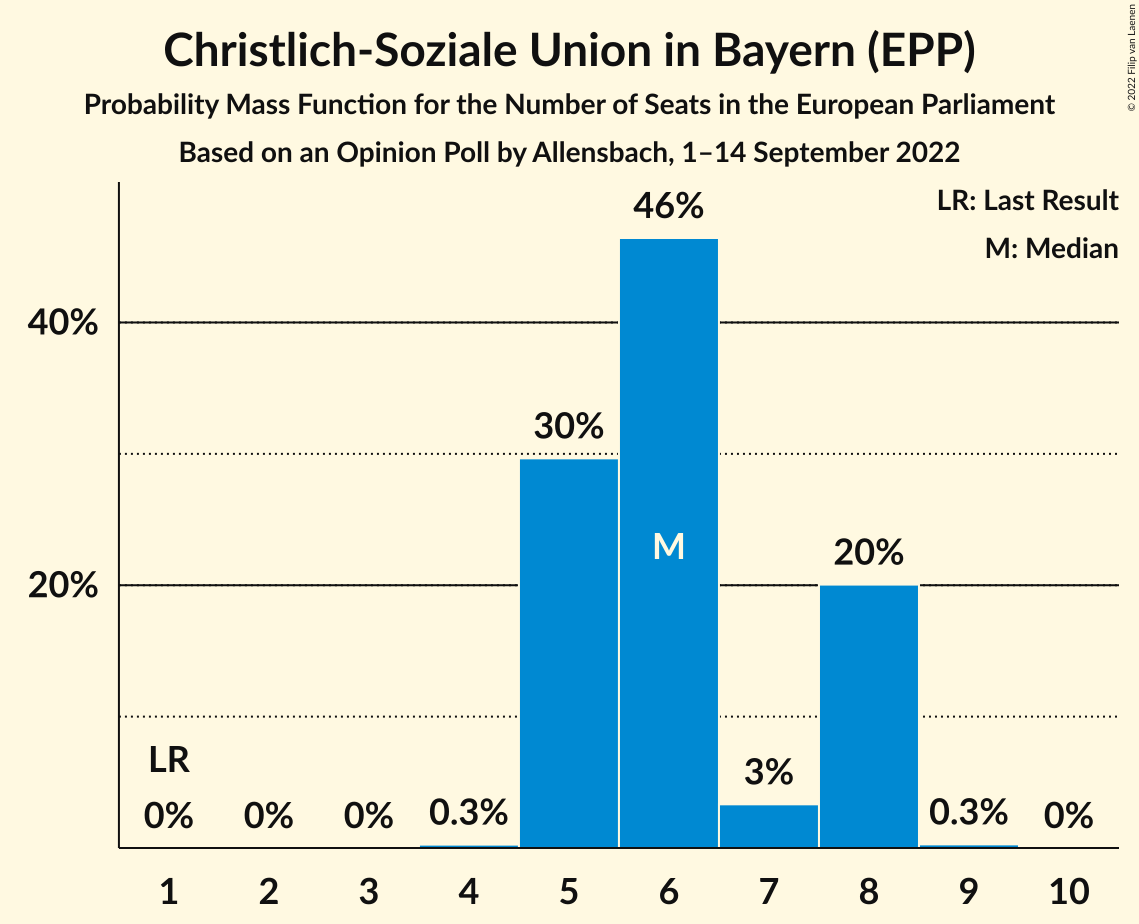 Christlich-Soziale Union in Bayern (EPP)
Probability Mass Function for the Number of Seats in the European Parliament
Based on an Opinion Poll by Allensbach, 1–14 September 2022
© 2022 Filip van Laenen
LR: Last Result
M: Median
46%
40%
30%
M
20%
20%
LR
3%
0%
0%
0%
0.3%
0.3%
0%
1
2
3
4
5
6
7
8
9
10